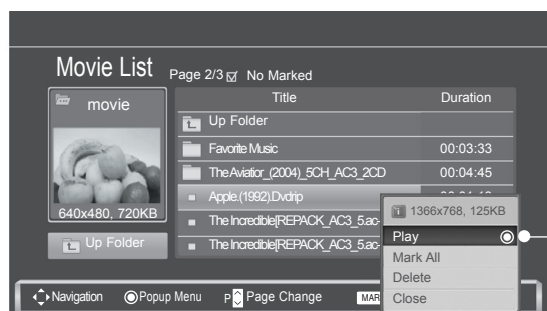 Movie List
Page 2/3 No Marked
movie
640x480, 720KB
Up Folder
Title Duration
Up Folder
Favorite Music 00:03:33
The Aviatior_(2004)_5CH_AC3_2CD 00:04:45
Apple.(1992).Dvdrip
The Incredible[REPACK_AC3_5.ac-
The Incredible[REPACK_AC3_5.ac-
1366x768, 125KB
Play
Mark All
Delete
Close
Navigation Popup Menu P Page Change MAR